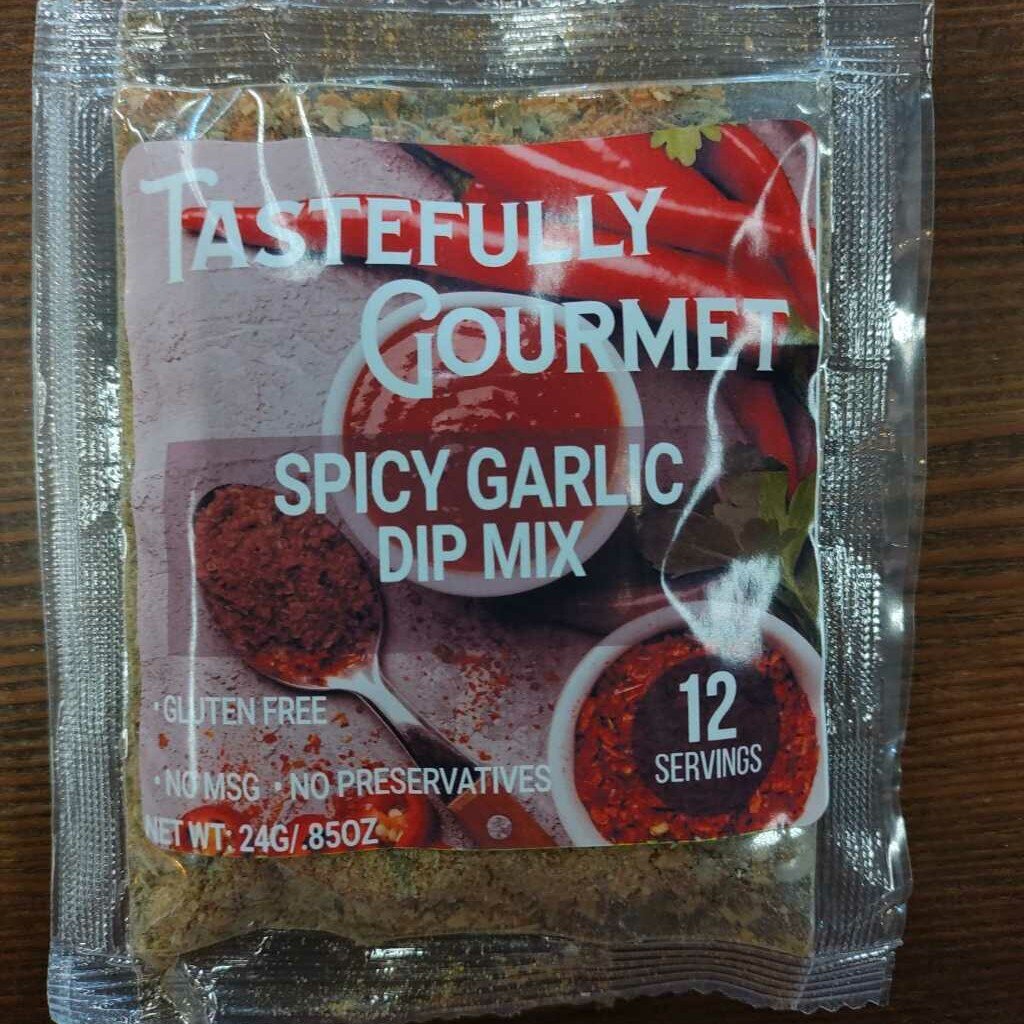 TASTEFULLY
GOURMET
SPICY GARLIC
DIP MIX
• GLUTEN FREE
• NO MSG • NO PRESERVATIVES
NET WT: 24G/.85OZ
12
SERVINGS